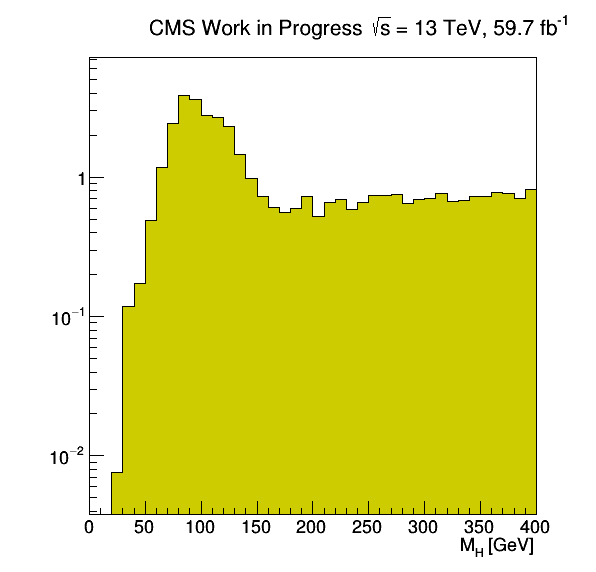 CMS Work in Progress √s = 13 TeV, 59.7 fb⁻¹
1
10⁻¹
10⁻²
0 50 100 150 200 250 300 350 400
M_H [GeV]